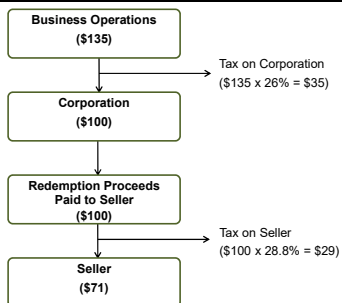 Business Operations
($135)
Tax on Corporation
($135 x 26% = $35)
Corporation
($100)
Redemption Proceeds
Paid to Seller
($100)
Tax on Seller
($100 x 28.8% = $29)
Seller
($71)